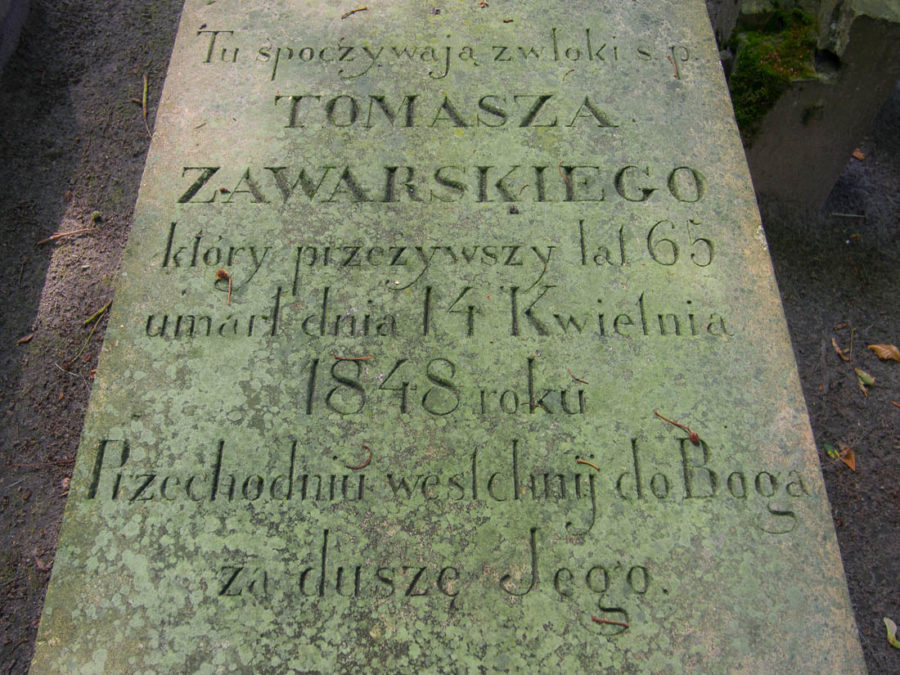 Tu spoczywają zwłoki s. p.
TOMASZA
ZAWARSKIEGO
który przezywszy lat 65
umarł dnia 14 Kwietnia
1848 roku
Przechodniu westchnij do Boga
za duszę Jego.